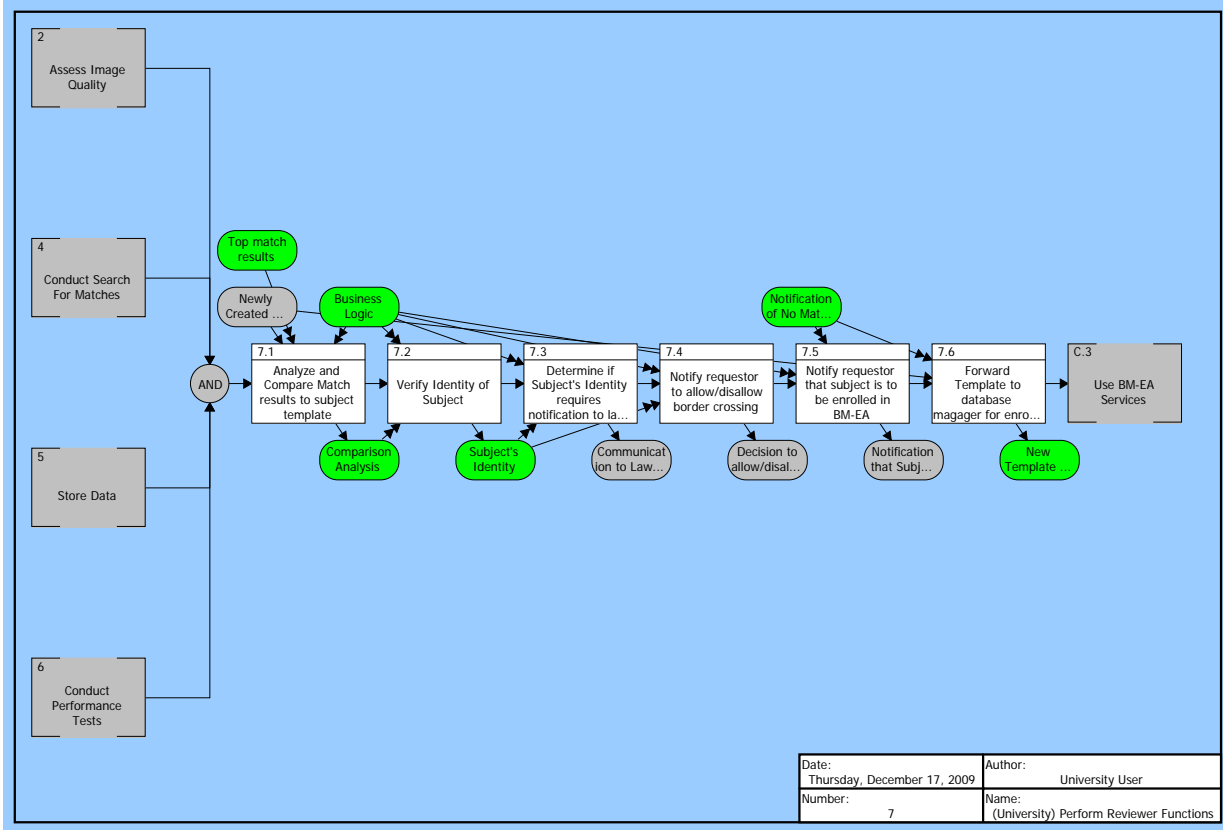 2
Assess Image
Quality
4
Conduct Search
For Matches
5
Store Data
6
Conduct
Performance
Tests
AND
Top match
results
Newly
Created ...
Business
Logic
Notification
of No Mat...
7.1
Analyze and
Compare Match
results to subject
template
7.2
Verify Identity of
Subject
7.3
Determine if
Subject's Identity
requires
notification to la...
7.4
Notify requestor
to allow/disallow
border crossing
7.5
Notify requestor
that subject is to
be enrolled in
BM-EA
7.6
Forward
Template to
database
magager for enro...
C.3
Use BM-EA
Services
Comparison
Analysis
Subject's
Identity
Communicat
ion to Law...
Decision to
allow/disal...
Notification
that Subj...
New
Template ...
Date:
Thursday, December 17, 2009
Author:
University User
Number:
7
Name:
(University) Perform Reviewer Functions